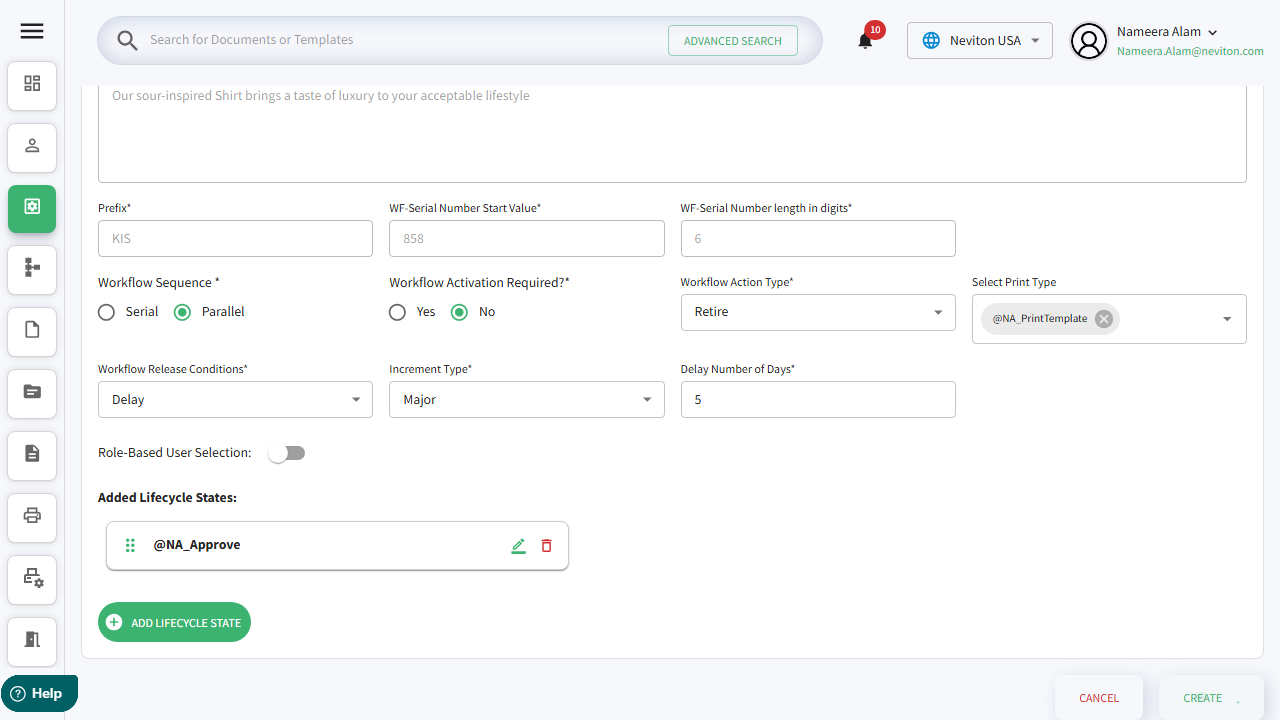 Search for Documents or Templates
ADVANCED SEARCH
10
Neviton USA
Nameera Alam
Nameera.Alam@neviton.com
Our sour-inspired Shirt brings a taste of luxury to your acceptable lifestyle
Prefix*
WF-Serial Number Start Value*
WF-Serial Number length in digits*
KIS
858
6
Workflow Sequence *
Workflow Activation Required?*
Workflow Action Type*
Select Print Type
Serial
Parallel
Yes
No
Retire
@NA_PrintTemplate
Workflow Release Conditions*
Increment Type*
Delay Number of Days*
Delay
Major
5
Role-Based User Selection:
Added Lifecycle States:
@NA_Approve
ADD LIFECYCLE STATE
Help
CANCEL
CREATE